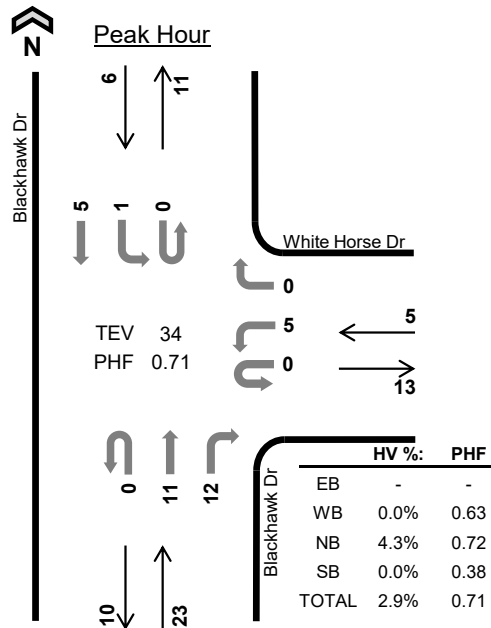 Peak Hour
N
6
11
Blackhawk Dr
5
1
0
White Horse Dr
0
5
5
0
13
TEV 34
PHF 0.71
0
11
12
10
23
Blackhawk Dr
HV %: PHF
EB - -
WB 0.0% 0.63
NB 4.3% 0.72
SB 0.0% 0.38
TOTAL 2.9% 0.71